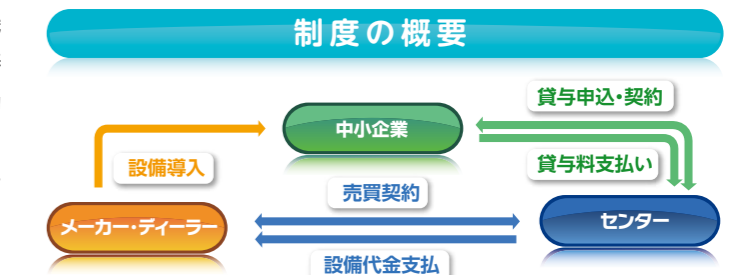 制度の概要
貸与申込・契約
中小企業
設備導入
貸与料支払い
売買契約
メーカー・ディーラー
センター
設備代金支払